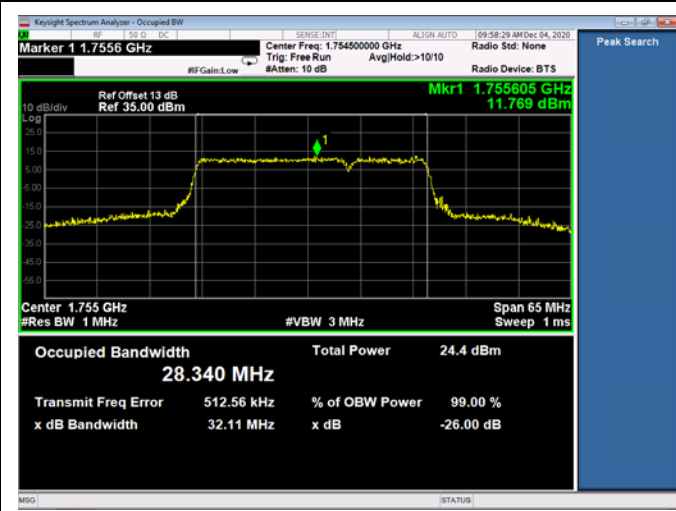 Keysight Spectrum Analyzer - Occupied BW
RF 50 Ω DC SENSE:INT ALIGN AUTO 09:58:29 AM Dec 04, 2020
Marker 1 1.7556 GHz Center Freq: 1.754500000 GHz Radio Std: None Peak Search
Trig: Free Run Avg|Hold:>10/10
#IFGain:Low #Atten: 10 dB Radio Device: BTS
Ref Offset 13 dB Mkr1 1.755605 GHz
10 dB/div Ref 35.00 dBm 11.769 dBm
Log
25.0
1
15.0
5.00
-5.00
-15.0
-25.0
-35.0
-45.0
-55.0
Center 1.755 GHz Span 65 MHz
#Res BW 1 MHz #VBW 3 MHz Sweep 1 ms
Occupied Bandwidth Total Power 24.4 dBm
28.340 MHz
Transmit Freq Error 512.56 kHz % of OBW Power 99.00 %
x dB Bandwidth 32.11 MHz x dB -26.00 dB
MSG STATUS